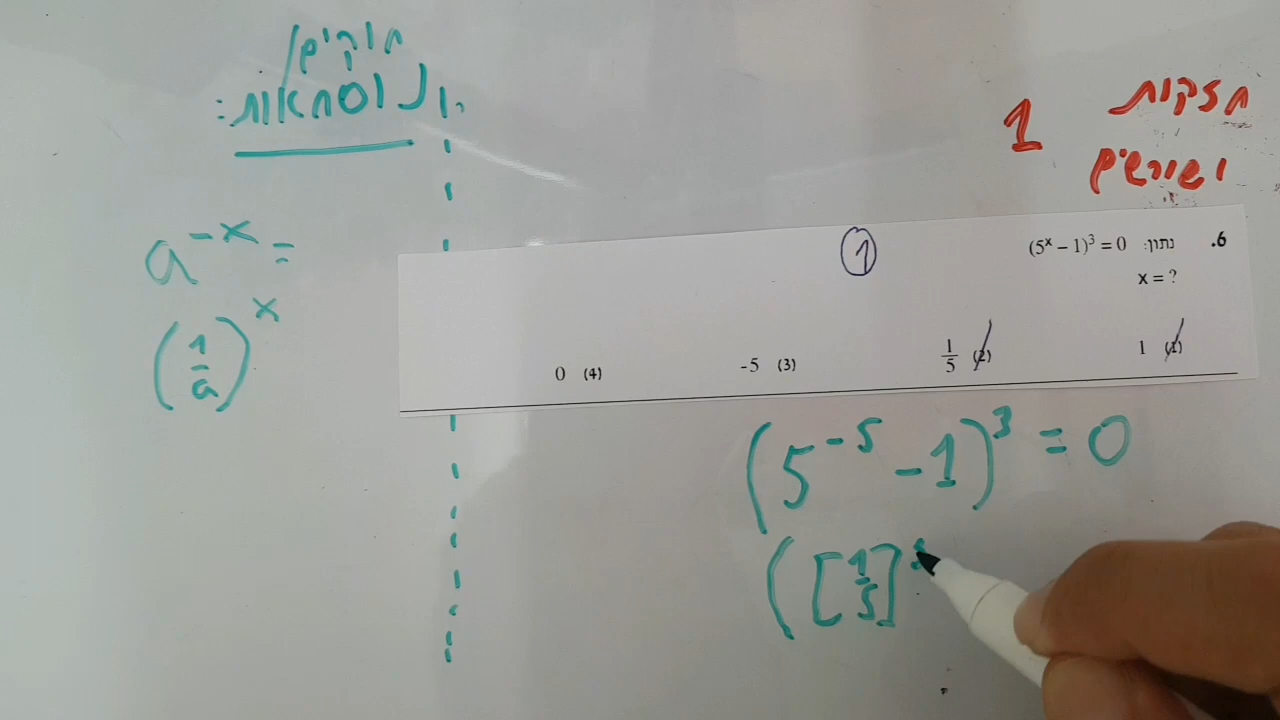 חזקות
ושורשים 1
חוקים/
נוסחאות:
a^-x =
(1/a)^x
.6 נתון: (5^x – 1)^3 = 0
1
x = ?
(1) 1 (2) 1/5 (3) -5 (4) 0
(5^-5 - 1)^3 = 0
([1/5]